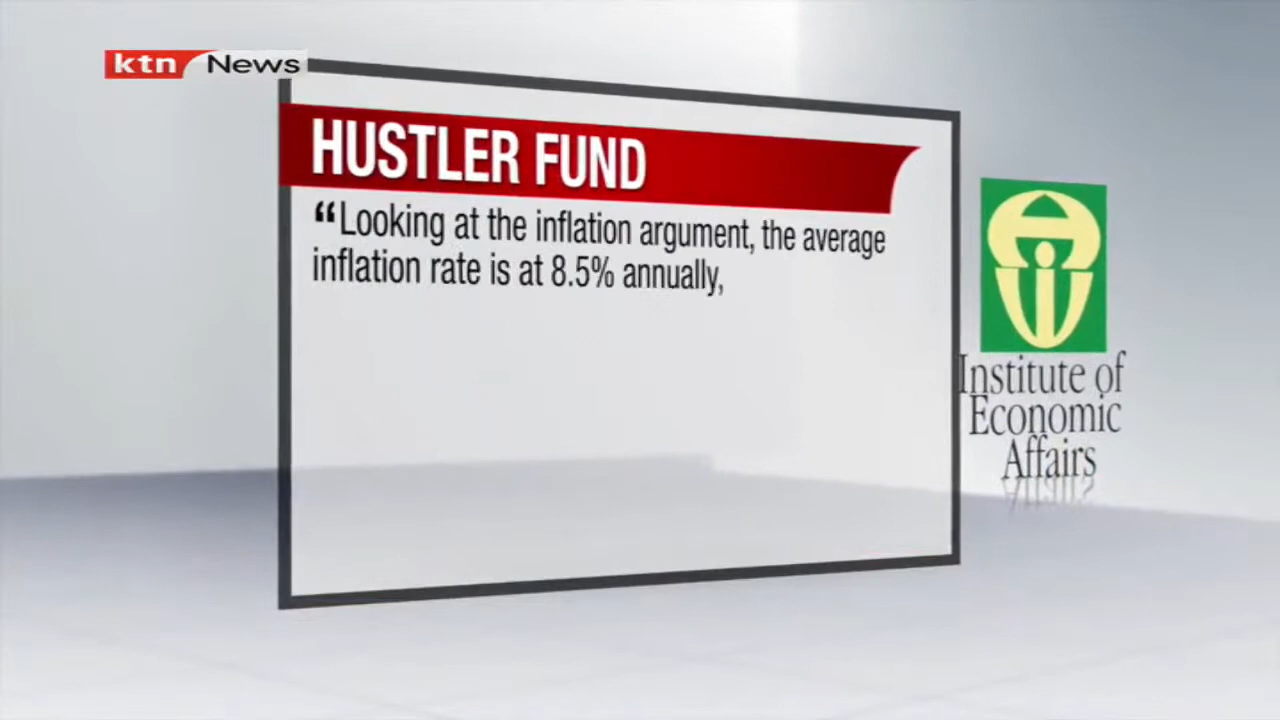 ktn News
HUSTLER FUND
“Looking at the inflation argument, the average
inflation rate is at 8.5% annually,
Institute of
Economic
Affairs